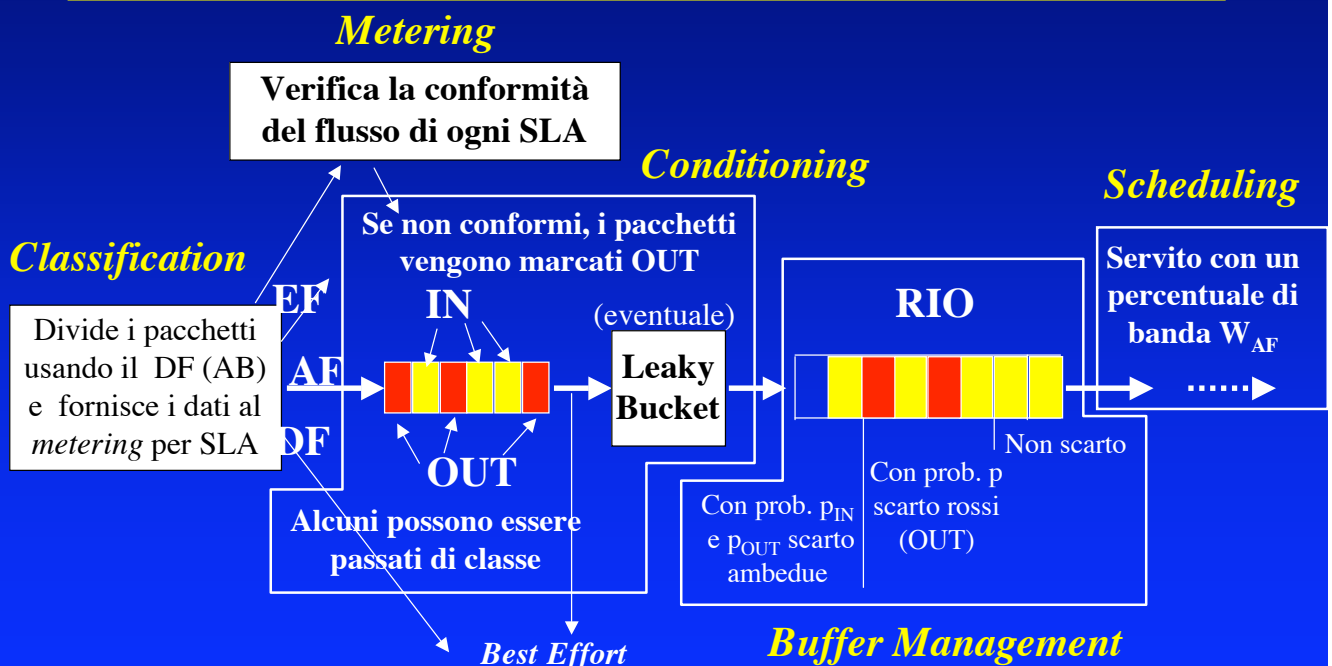 Metering
Verifica la conformità
del flusso di ogni SLA
Conditioning
Scheduling
Classification
Se non conformi, i pacchetti
vengono marcati OUT
Servito con un
percentuale di
banda W_AF
EF
IN
(eventuale)
RIO
Divide i pacchetti
usando il DF (AB)
e fornisce i dati al
metering per SLA
AF
Leaky
Bucket
DF
OUT
Non scarto
Con prob. p
scarto rossi
(OUT)
Con prob. p_IN
e p_OUT scarto
ambedue
Alcuni possono essere
passati di classe
Best Effort
Buffer Management